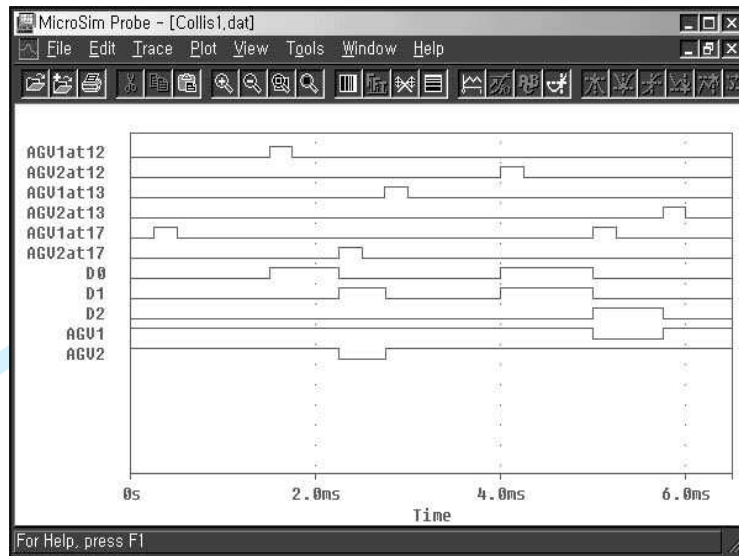 MicroSim Probe - [Collis1,dat]
File Edit Trace Plot View Tools Window Help
AGV1at12
AGV2at12
AGV1at13
AGV2at13
AGV1at17
AGV2at17
D0
D1
D2
AGV1
AGV2
0s 2.0ms 4.0ms 6.0ms
Time
For Help, press F1